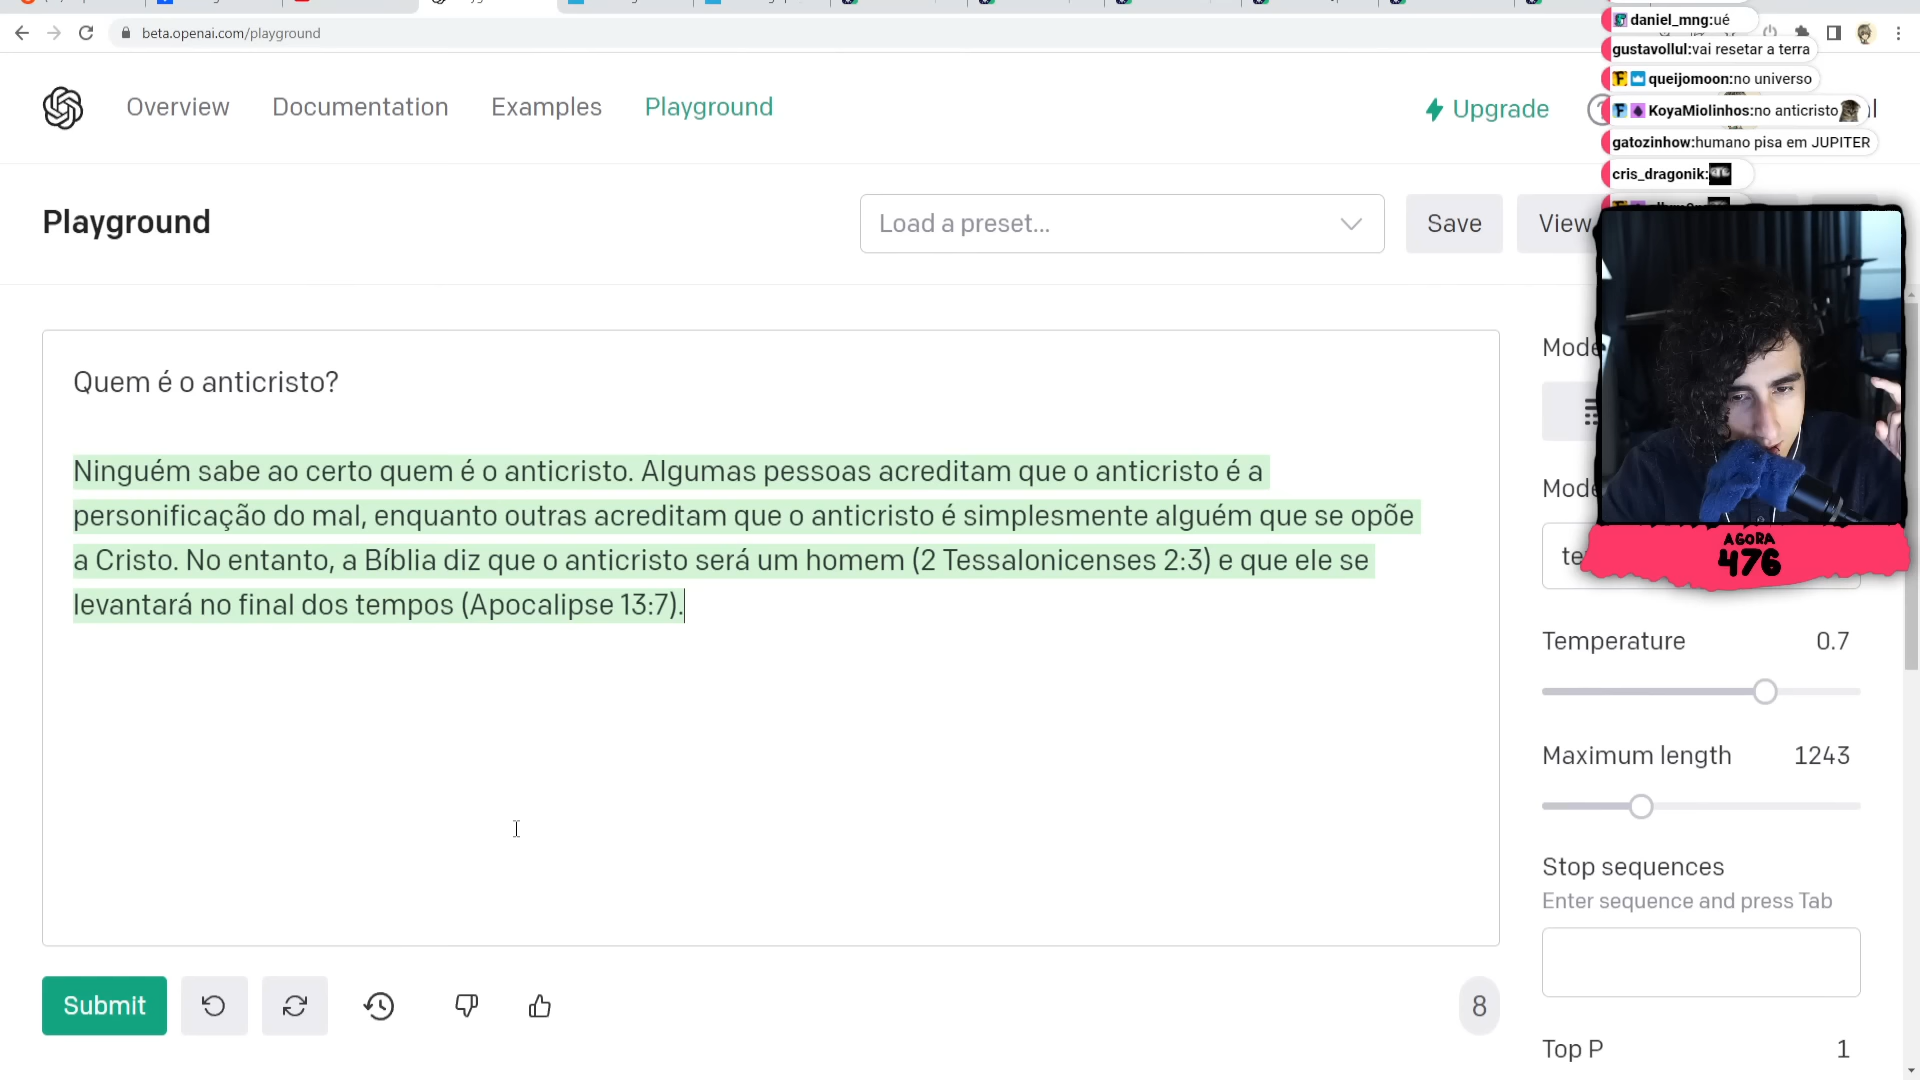 beta.openai.com/playground
Overview
Documentation
Examples
Playground
Upgrade
Playground
Load a preset...
Save
View
Quem é o anticristo?
Ninguém sabe ao certo quem é o anticristo. Algumas pessoas acreditam que o anticristo é a
personificação do mal, enquanto outras acreditam que o anticristo é simplesmente alguém que se opõe
a Cristo. No entanto, a Bíblia diz que o anticristo será um homem (2 Tessalonicenses 2:3) e que ele se
levantará no final dos tempos (Apocalipse 13:7).
Submit
8
Mode
Mode
te
Temperature 0.7
Maximum length 1243
Stop sequences
Enter sequence and press Tab
Top P 1
daniel_mng:ué
gustavollul:vai resetar a terra
queijomoon:no universo
KoyaMiolinhos:no anticristo
gatozinhow:humano pisa em JUPITER
cris_dragonik:
AGORA
476